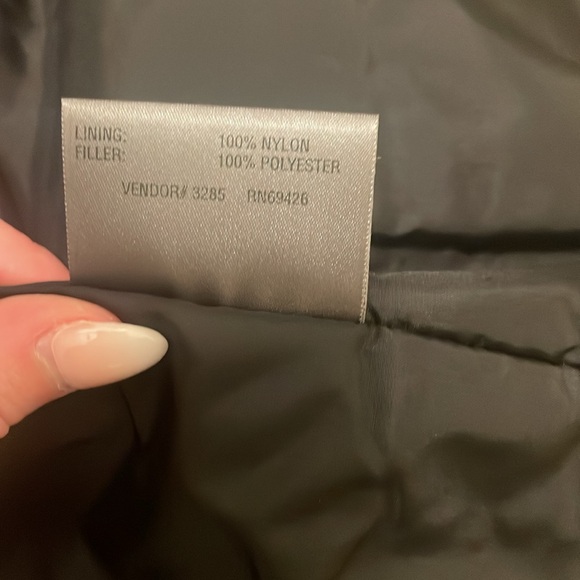 LINING: 100% NYLON
FILLER: 100% POLYESTER
VENDOR# 3285 RN69426